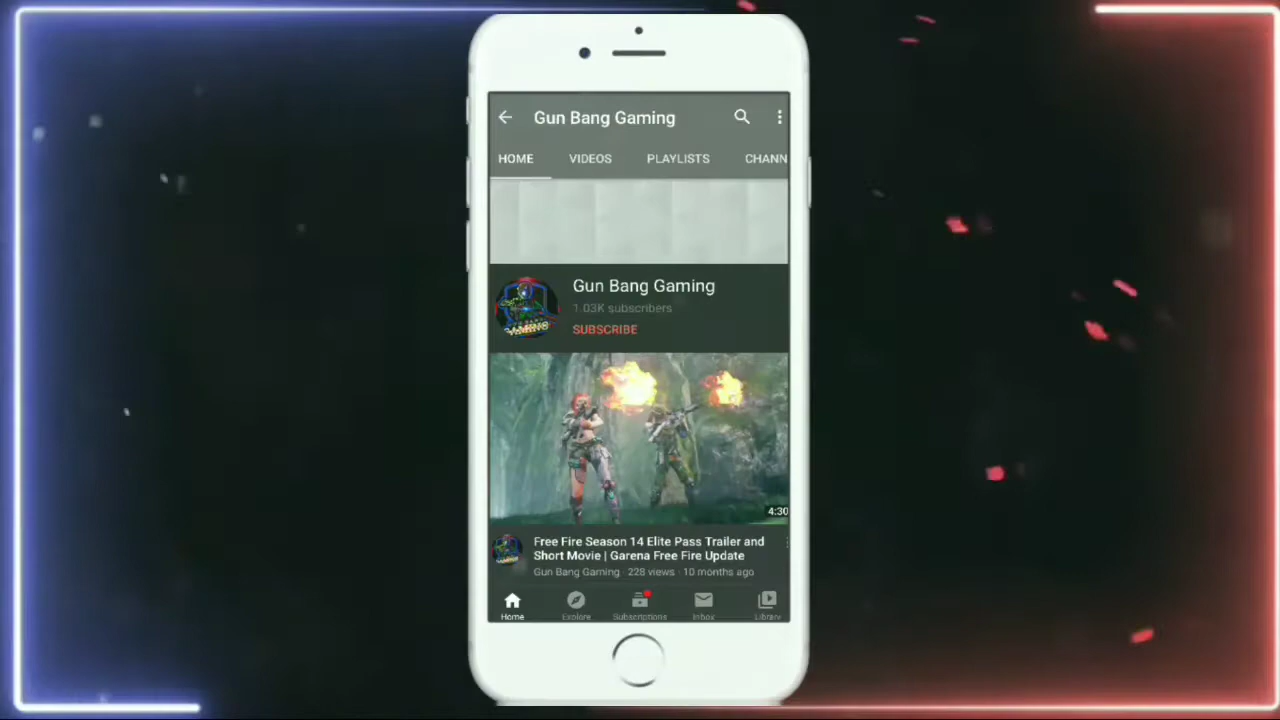 Gun Bang Gaming
HOME VIDEOS PLAYLISTS CHANN
Gun Bang Gaming
1.03K subscribers
SUBSCRIBE
4:30
Free Fire Season 14 Elite Pass Trailer and
Short Movie | Garena Free Fire Update
Gun Bang Gaming · 228 views · 10 months ago
Home Explore Subscriptions Inbox Library